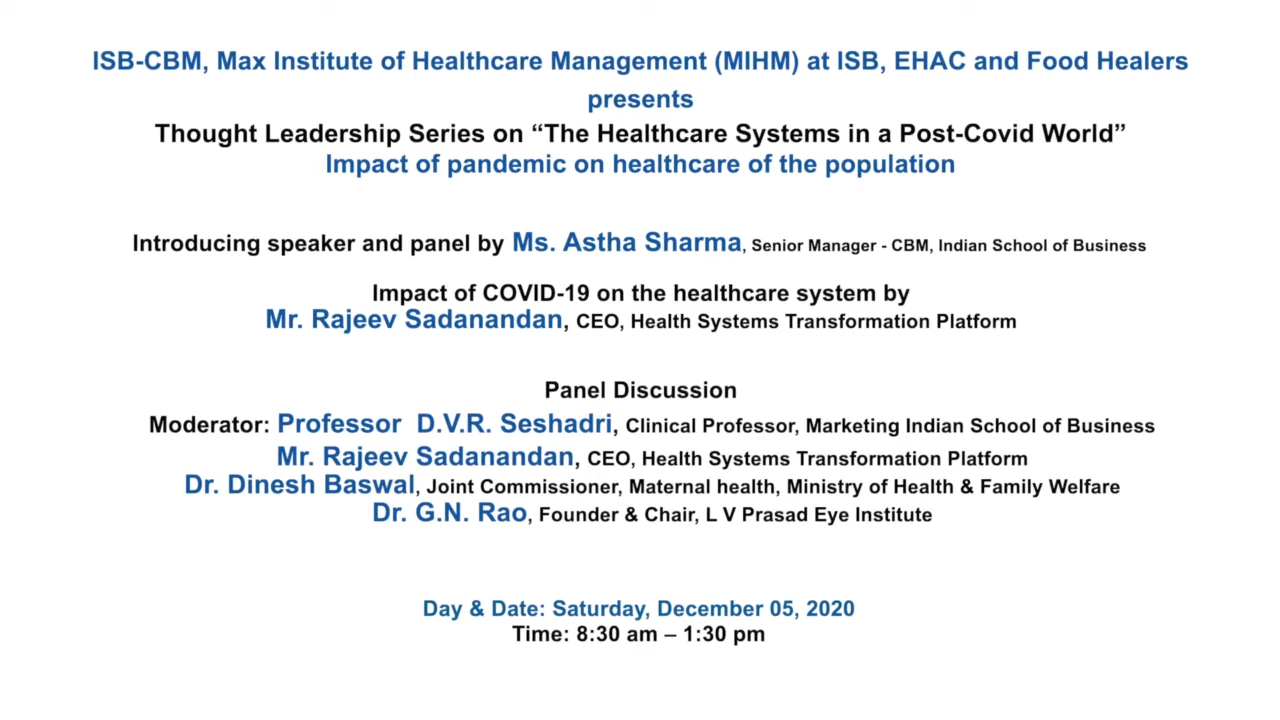 ISB-CBM, Max Institute of Healthcare Management (MIHM) at ISB, EHAC and Food Healers
presents
Thought Leadership Series on “The Healthcare Systems in a Post-Covid World”
Impact of pandemic on healthcare of the population
Introducing speaker and panel by Ms. Astha Sharma, Senior Manager - CBM, Indian School of Business
Impact of COVID-19 on the healthcare system by
Mr. Rajeev Sadanandan, CEO, Health Systems Transformation Platform
Panel Discussion
Moderator: Professor D.V.R. Seshadri, Clinical Professor, Marketing Indian School of Business
Mr. Rajeev Sadanandan, CEO, Health Systems Transformation Platform
Dr. Dinesh Baswal, Joint Commissioner, Maternal health, Ministry of Health & Family Welfare
Dr. G.N. Rao, Founder & Chair, L V Prasad Eye Institute
Day & Date: Saturday, December 05, 2020
Time: 8:30 am – 1:30 pm